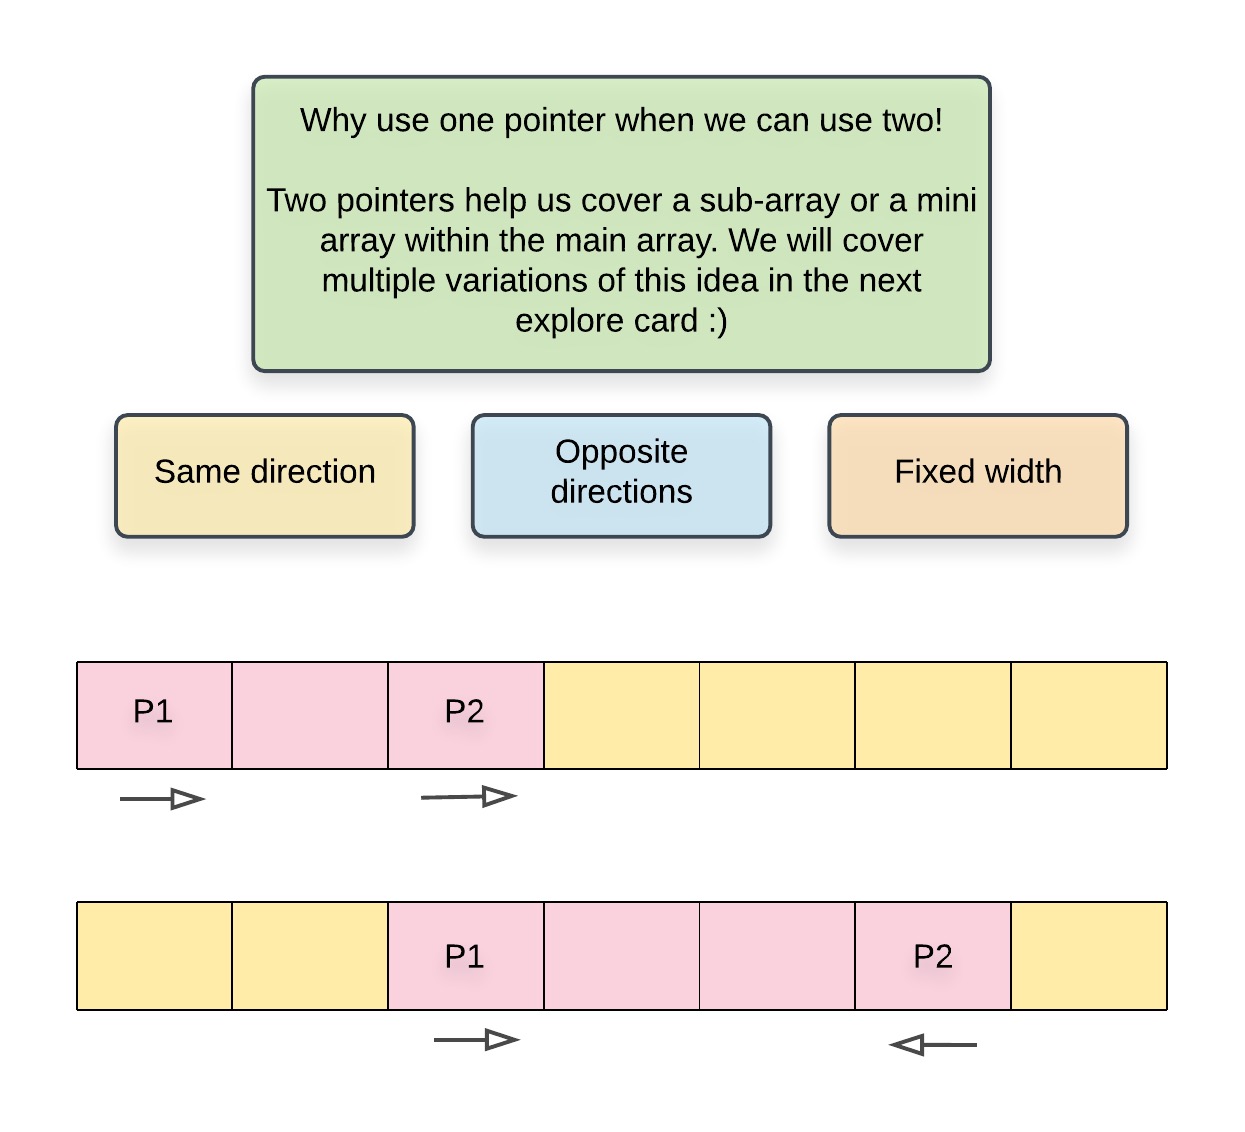 Why use one pointer when we can use two!
Two pointers help us cover a sub-array or a mini
array within the main array. We will cover
multiple variations of this idea in the next
explore card :)
Same direction
Opposite
directions
Fixed width
P1
P2
P1
P2